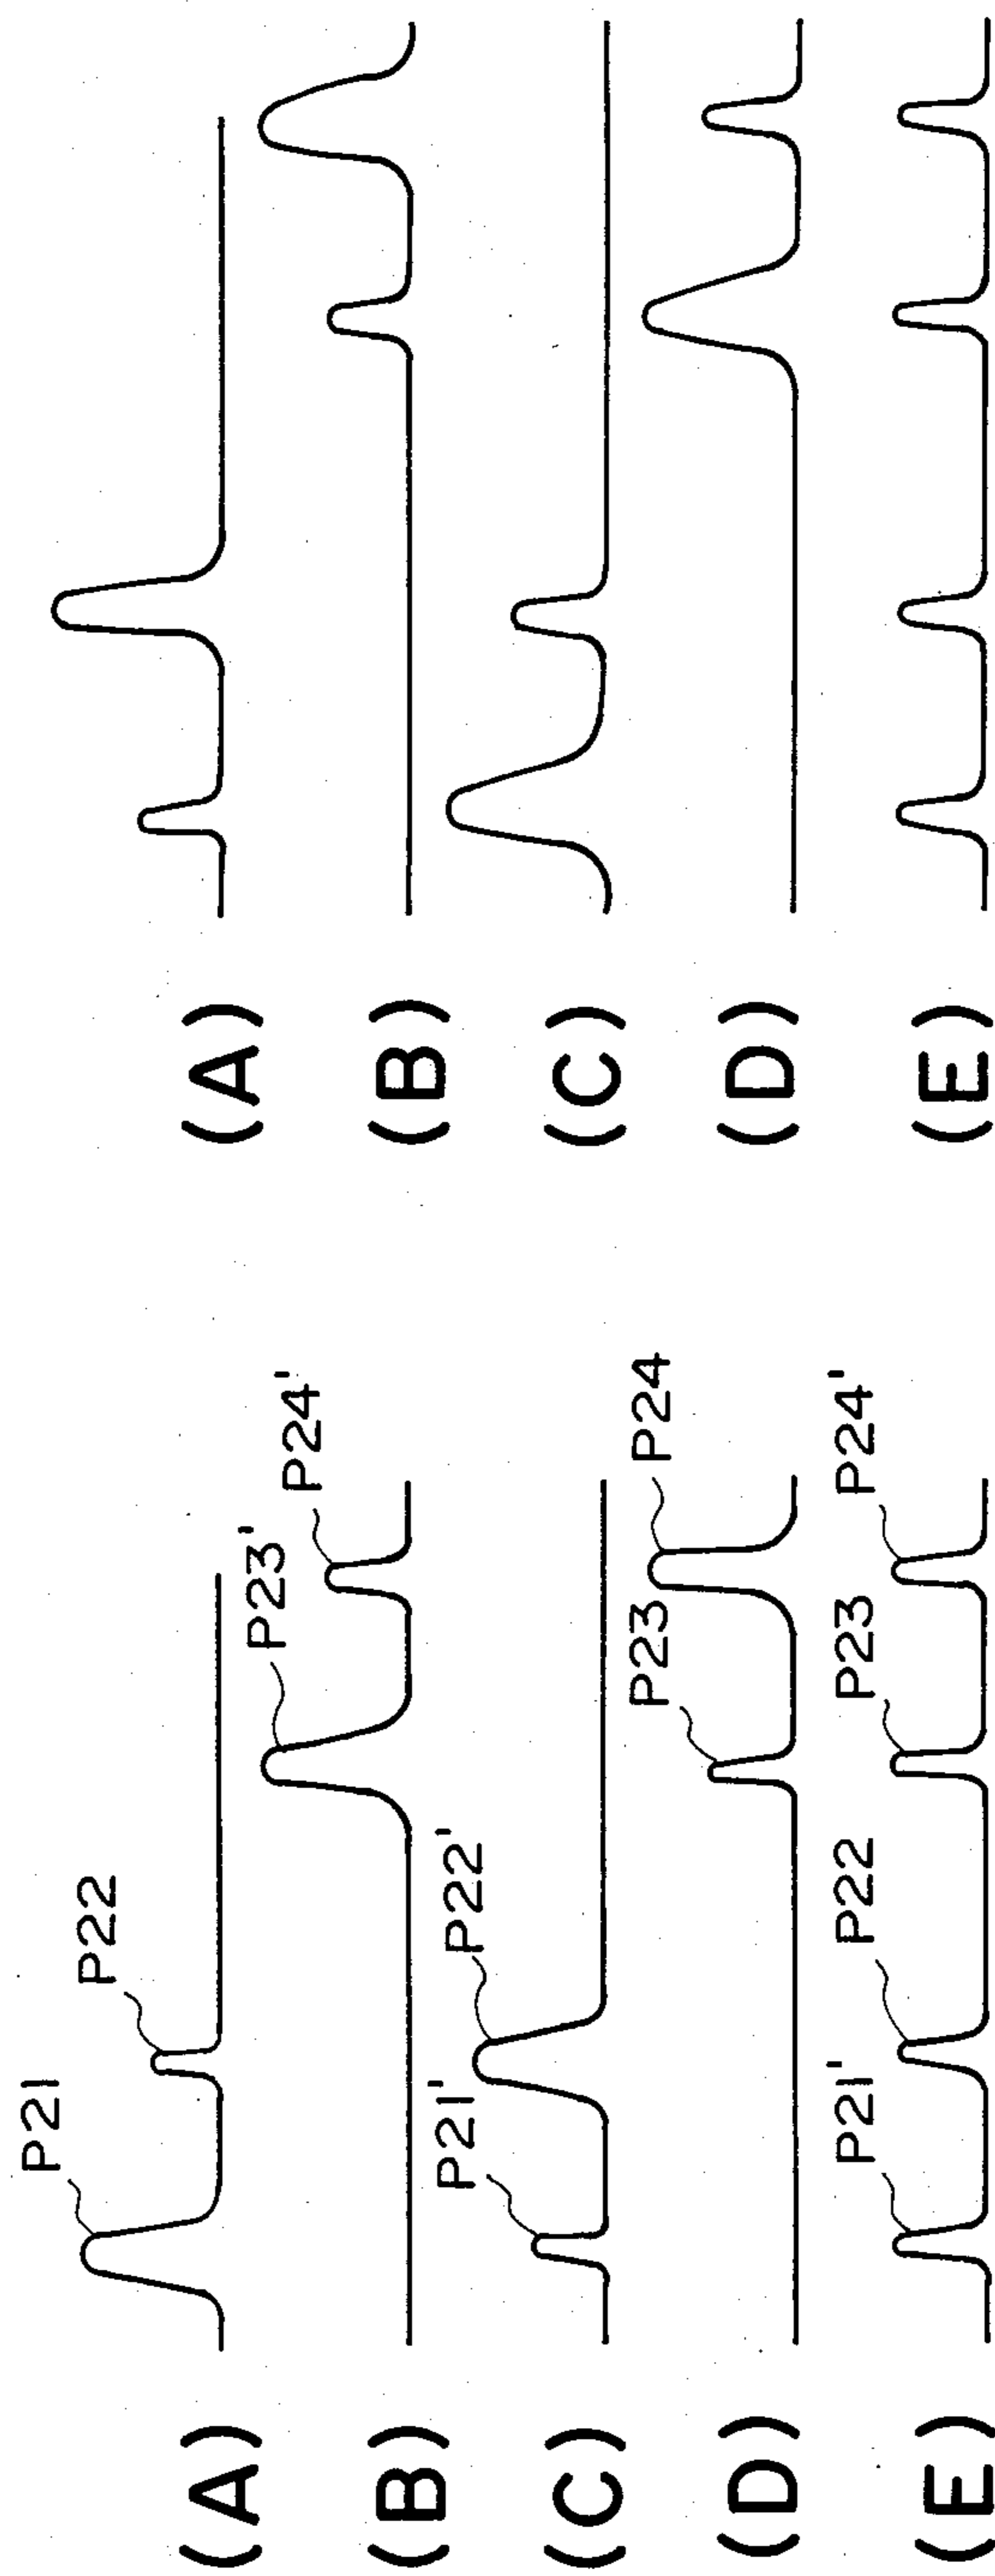 (A) P21 P22
(B) P23' P24'
(C) P21' P22'
(D) P23 P24
(E) P21' P22 P23 P24'
(A)
(B)
(C)
(D)
(E)